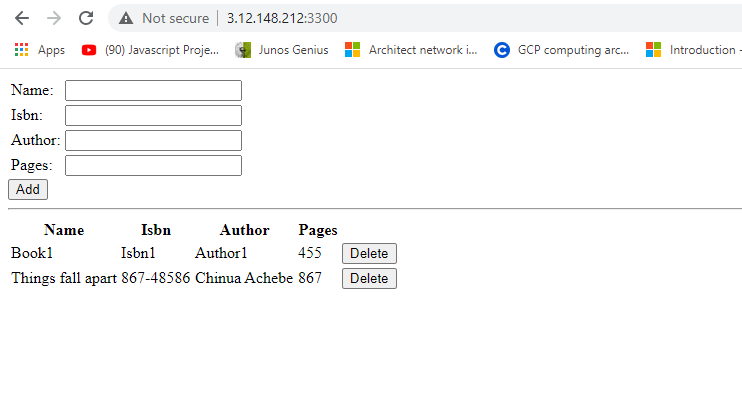 Not secure | 3.12.148.212:3300
Apps (90) Javascript Proje... Junos Genius Architect network i... GCP computing arc... Introduction -
Name:
Isbn:
Author:
Pages:
Add
Name Isbn Author Pages
Book1 Isbn1 Author1 455 Delete
Things fall apart 867-48586 Chinua Achebe 867 Delete